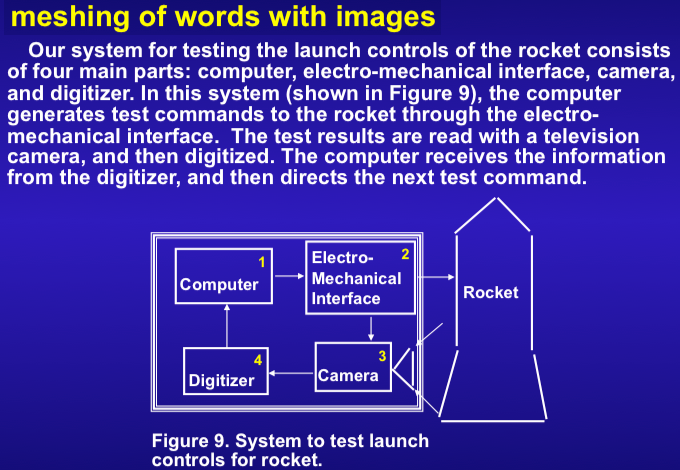 meshing of words with images
Our system for testing the launch controls of the rocket consists
of four main parts: computer, electro-mechanical interface, camera,
and digitizer. In this system (shown in Figure 9), the computer
generates test commands to the rocket through the electro-
mechanical interface. The test results are read with a television
camera, and then digitized. The computer receives the information
from the digitizer, and then directs the next test command.
1
Computer
Electro- 2
Mechanical
Interface
Rocket
4
Digitizer
3
Camera
Figure 9. System to test launch
controls for rocket.